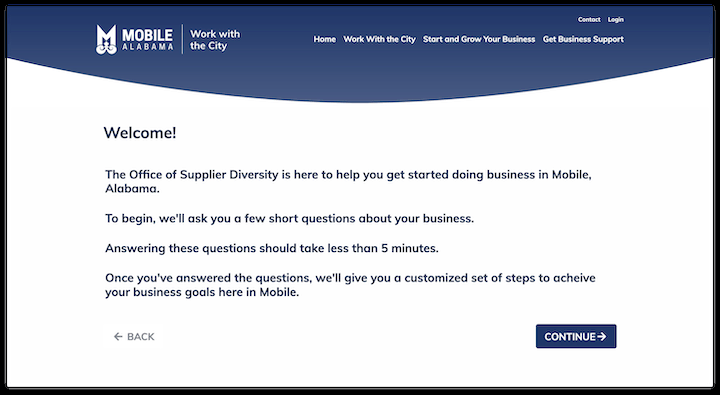 Contact Login
MOBILE
ALABAMA
Work with
the City
Home Work With the City Start and Grow Your Business Get Business Support
Welcome!
The Office of Supplier Diversity is here to help you get started doing business in Mobile,
Alabama.
To begin, we'll ask you a few short questions about your business.
Answering these questions should take less than 5 minutes.
Once you've answered the questions, we'll give you a customized set of steps to acheive
your business goals here in Mobile.
← BACK
CONTINUE→